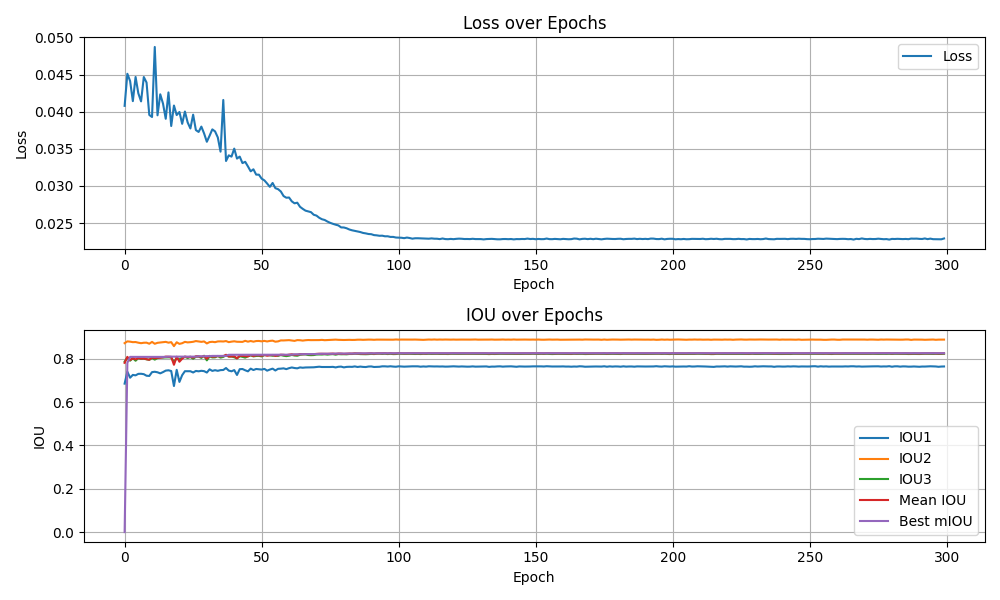 Loss over Epochs
0.050
0.045
0.040
0.035
0.030
0.025
Loss
Loss
0 50 100 150 200 250 300
Epoch
IOU over Epochs
0.8
0.6
0.4
0.2
0.0
IOU
IOU1
IOU2
IOU3
Mean IOU
Best mIOU
0 50 100 150 200 250 300
Epoch